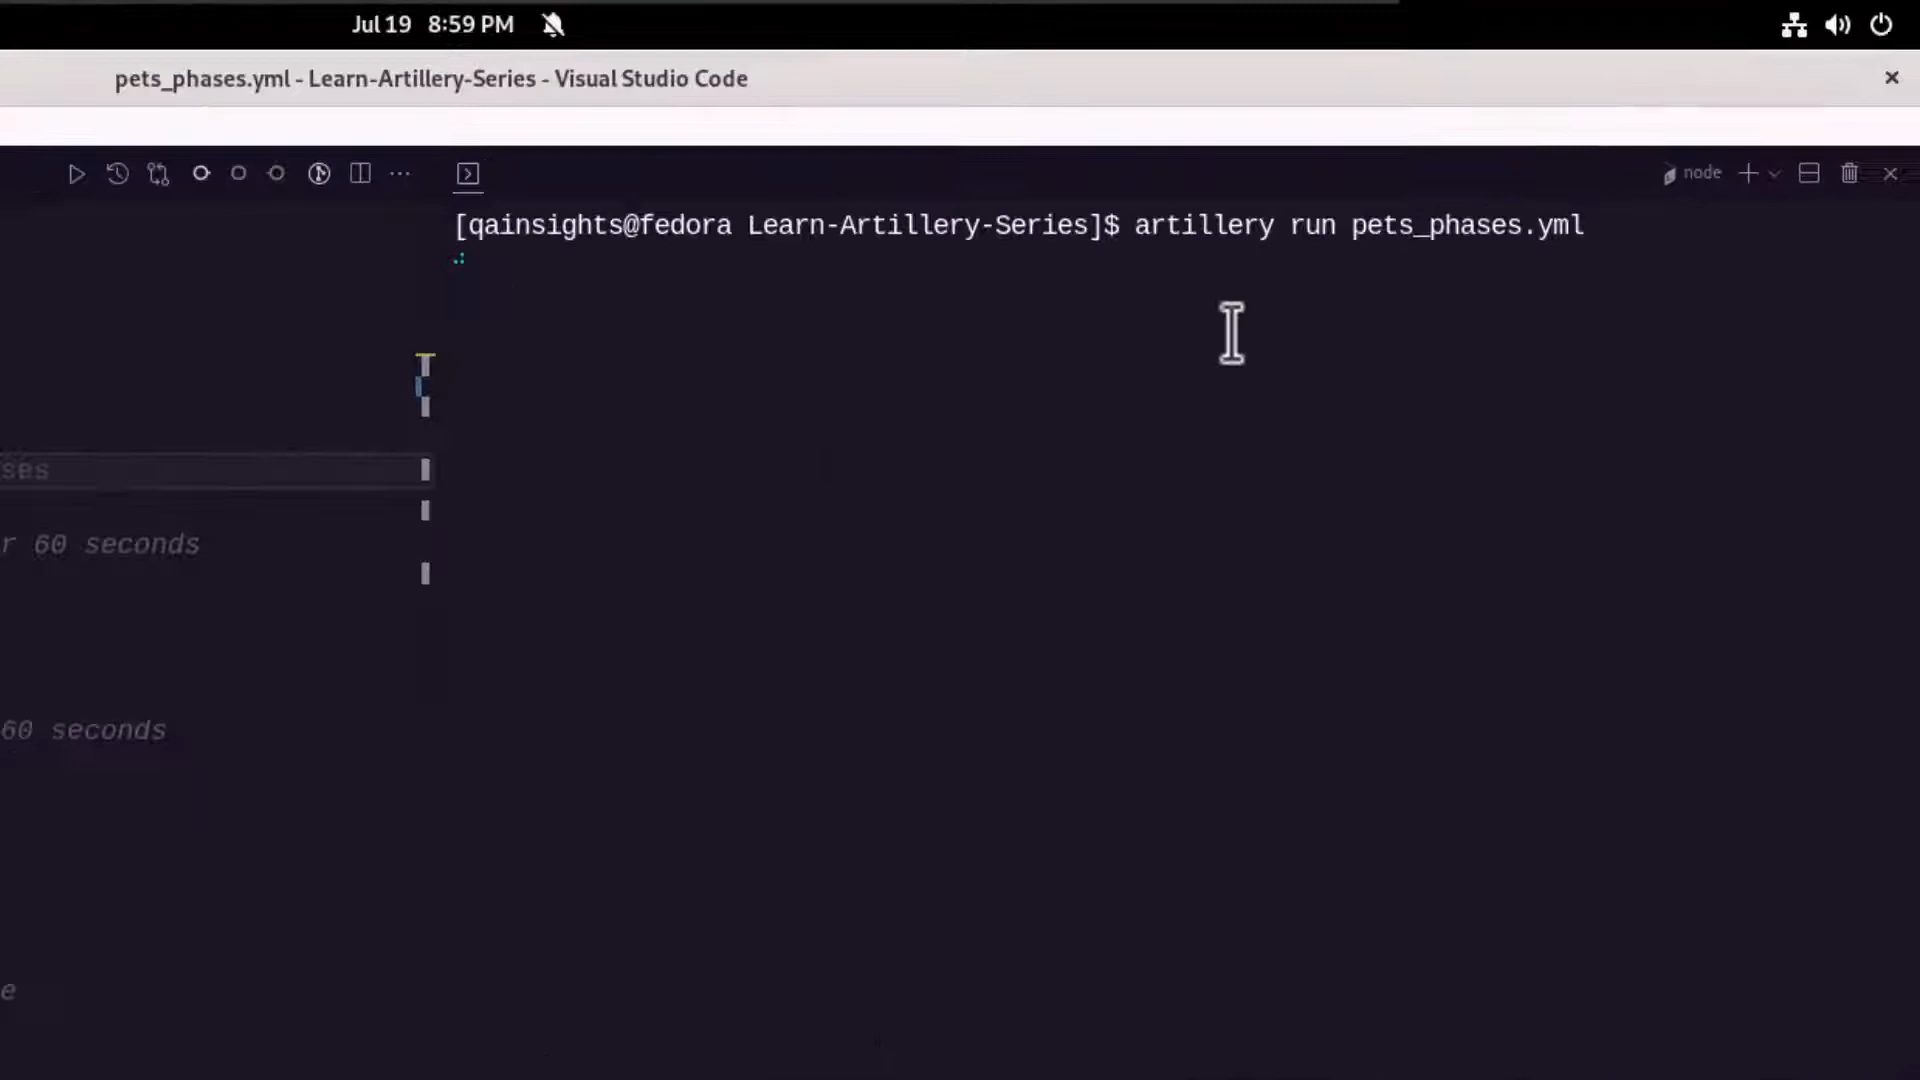 Jul 19 8:59 PM
pets_phases.yml - Learn-Artillery-Series - Visual Studio Code
node
[qainsights@fedora Learn-Artillery-Series]$ artillery run pets_phases.yml
ses
r 60 seconds
60 seconds
e